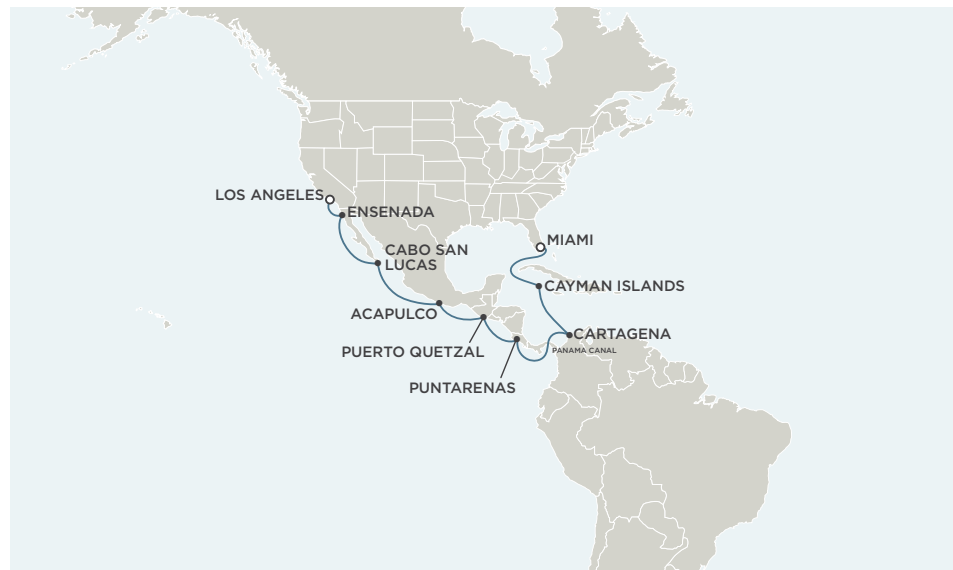 LOS ANGELES
ENSENADA
MIAMI
CABO SAN
LUCAS
CAYMAN ISLANDS
ACAPULCO
CARTAGENA
PUERTO QUETZAL
PANAMA CANAL
PUNTARENAS